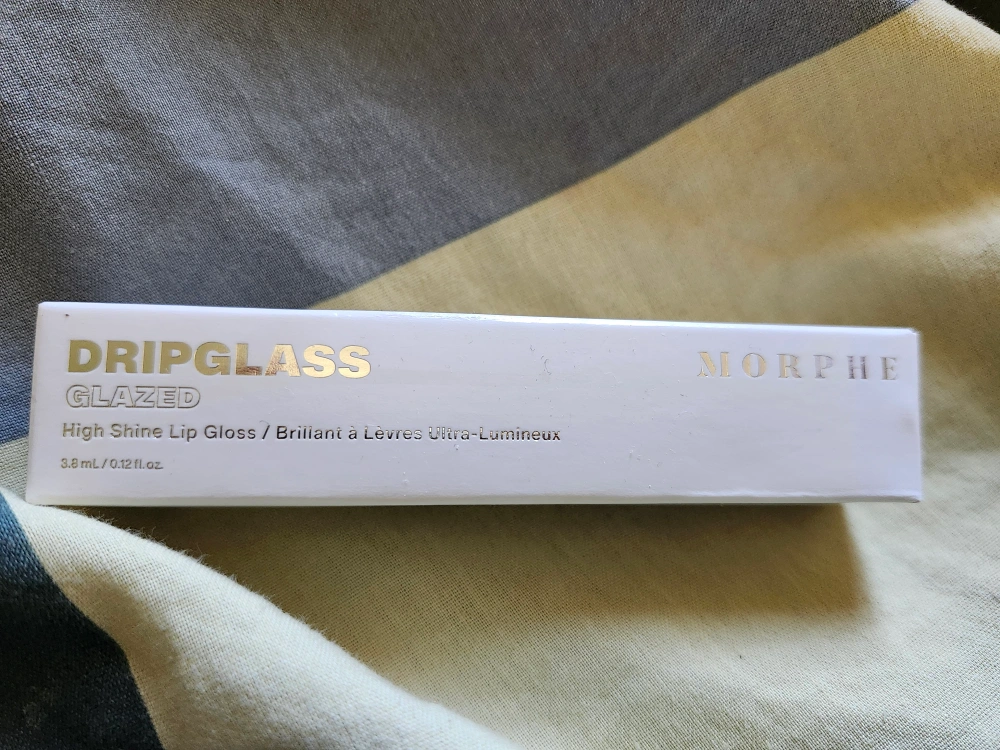 DRIPGLASS
MORPHE
GLAZED
High Shine Lip Gloss / Brillant à Lèvres Ultra-Lumineux
3.8 mL / 0.12 fl. oz.